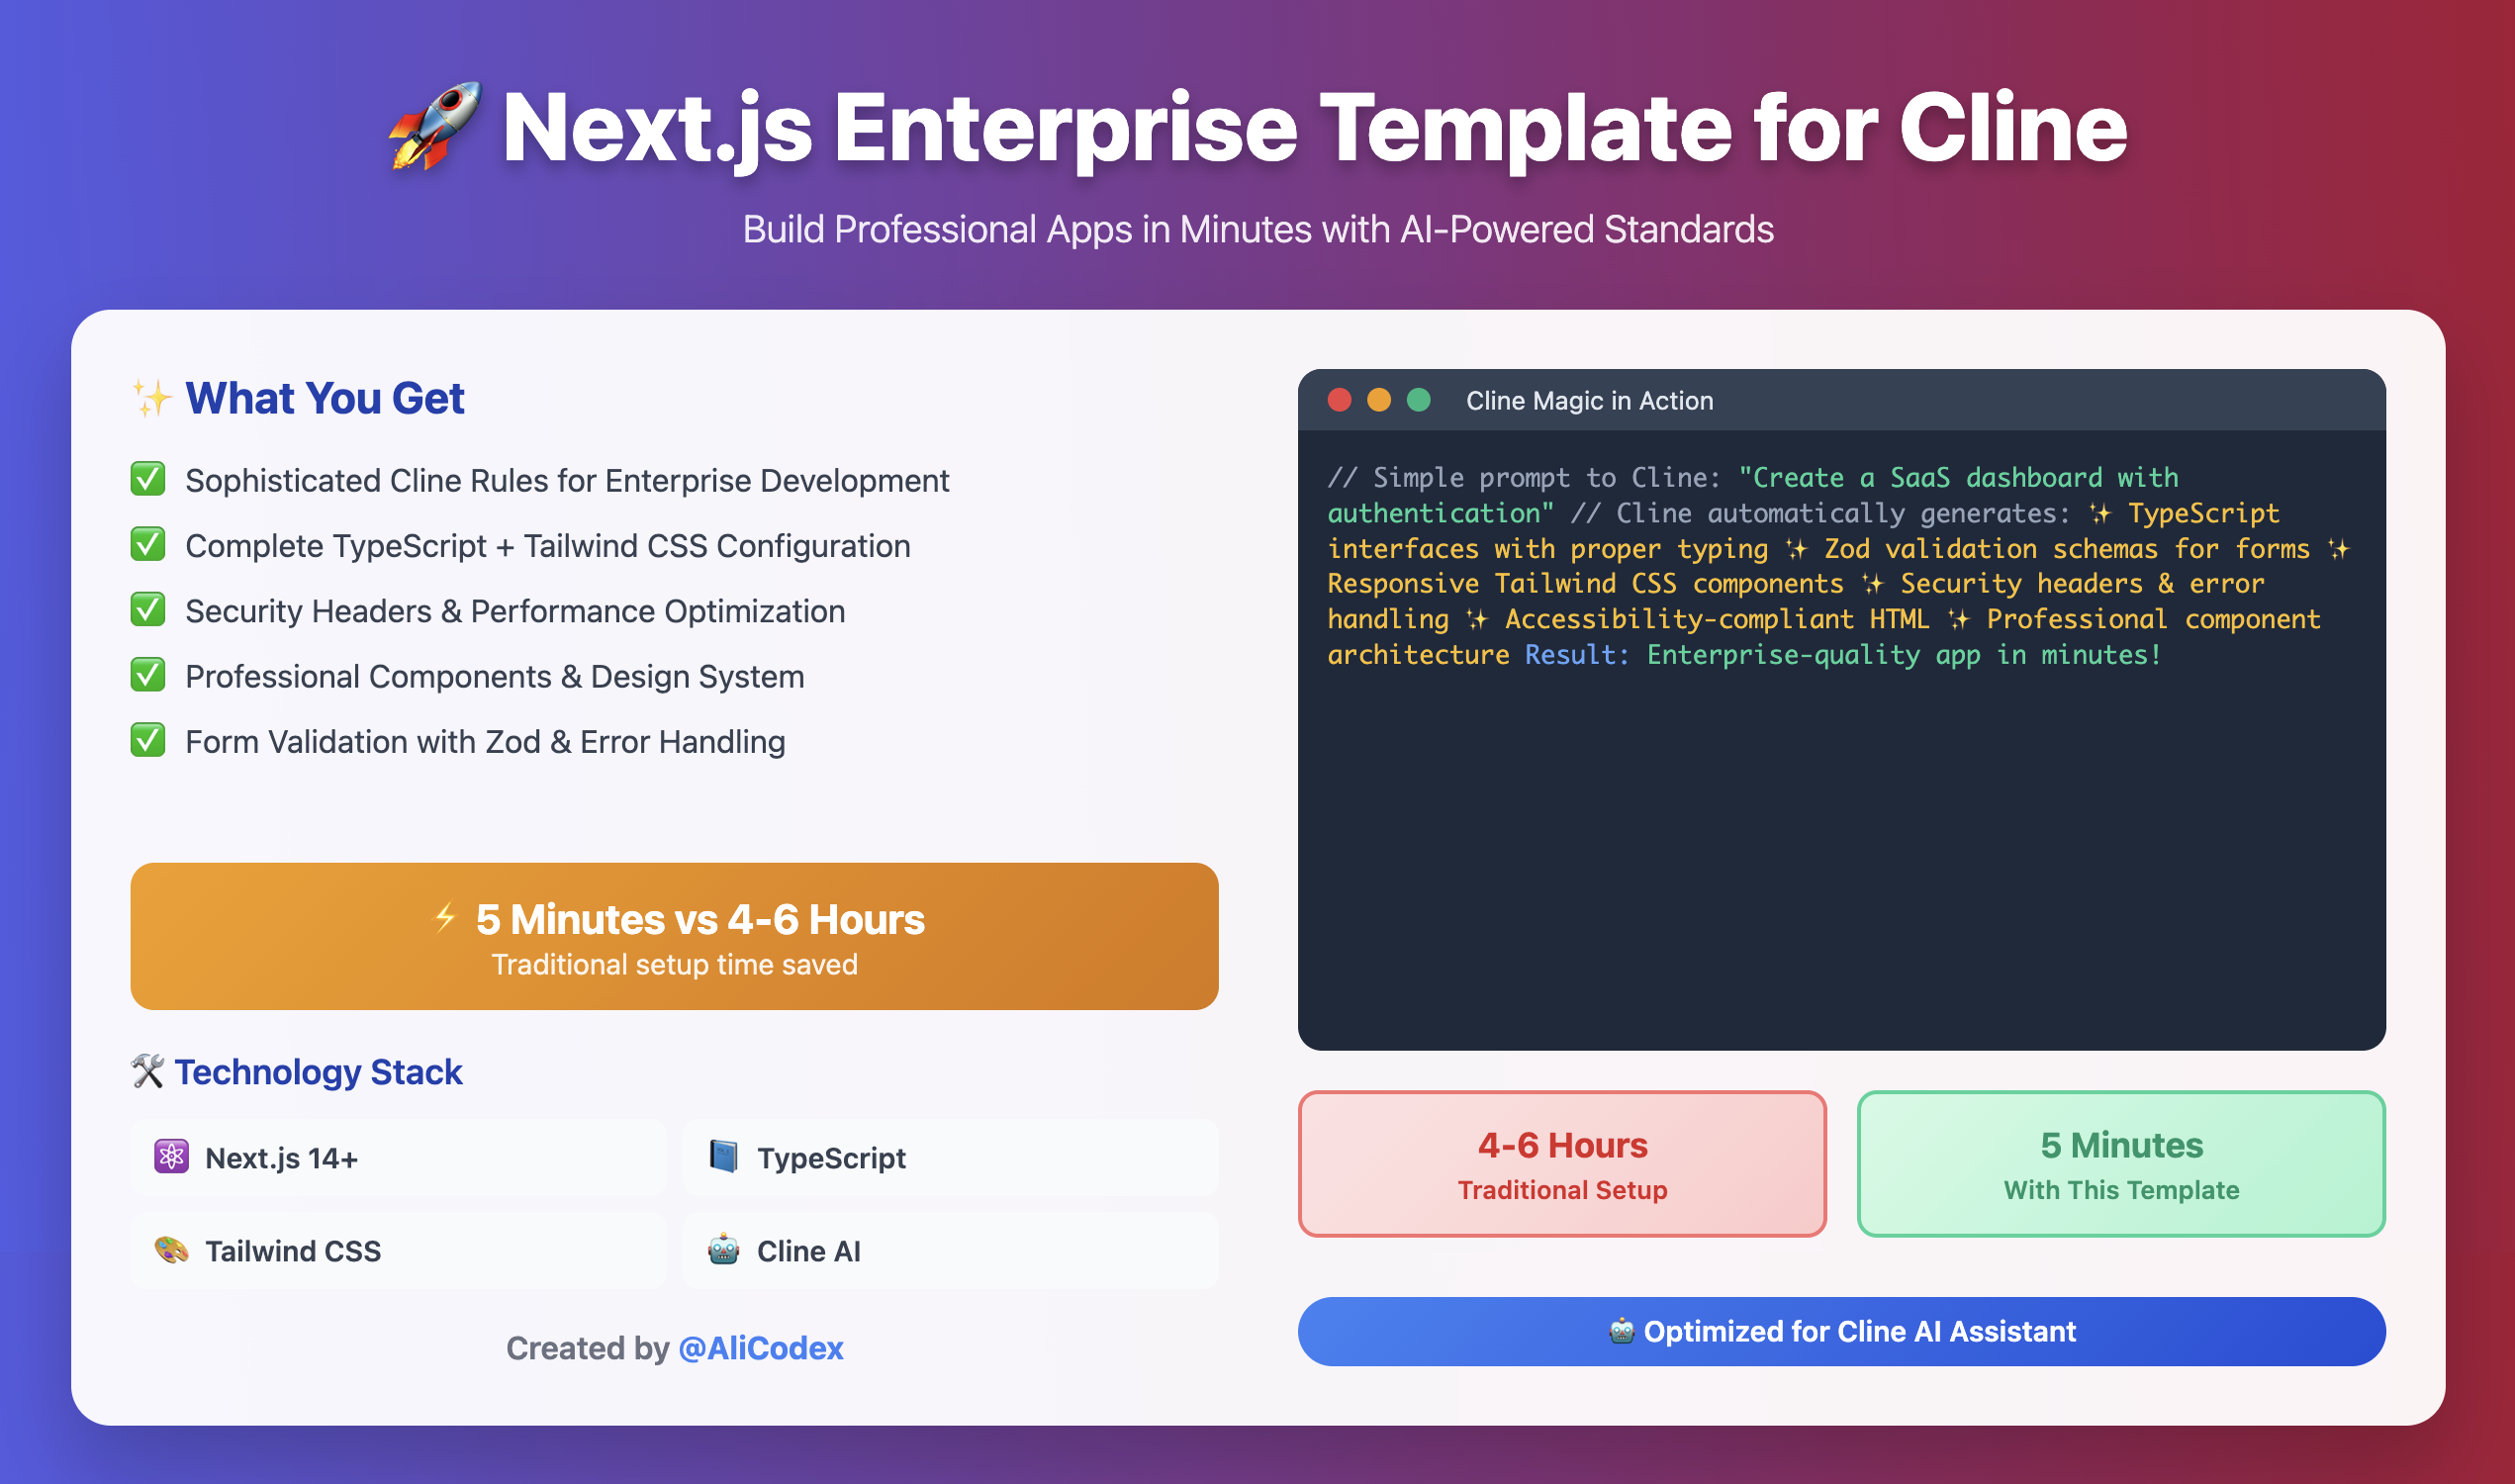 🚀 Next.js Enterprise Template for Cline
Build Professional Apps in Minutes with AI-Powered Standards
✨ What You Get
✅ Sophisticated Cline Rules for Enterprise Development
✅ Complete TypeScript + Tailwind CSS Configuration
✅ Security Headers & Performance Optimization
✅ Professional Components & Design System
✅ Form Validation with Zod & Error Handling
⚡ 5 Minutes vs 4-6 Hours
Traditional setup time saved
🛠️ Technology Stack
⚛️ Next.js 14+
📘 TypeScript
🎨 Tailwind CSS
🤖 Cline AI
Created by @AliCodex
Cline Magic in Action
// Simple prompt to Cline: "Create a SaaS dashboard with
authentication" // Cline automatically generates: ✨ TypeScript
interfaces with proper typing ✨ Zod validation schemas for forms ✨
Responsive Tailwind CSS components ✨ Security headers & error
handling ✨ Accessibility-compliant HTML ✨ Professional component
architecture Result: Enterprise-quality app in minutes!
4-6 Hours
Traditional Setup
5 Minutes
With This Template
🤖 Optimized for Cline AI Assistant